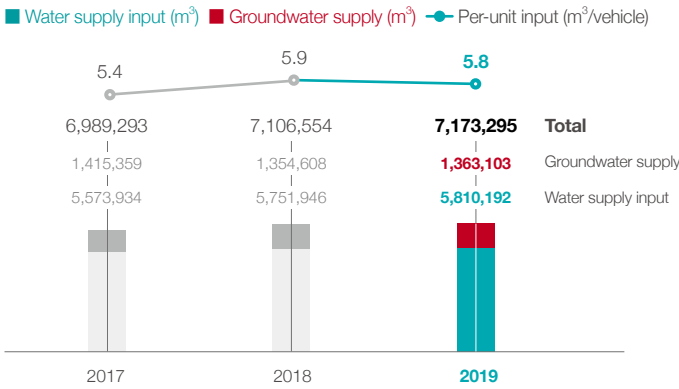 Water supply input (m³) Groundwater supply (m³) Per-unit input (m³/vehicle)
5.4 5.9 5.8
6,989,293 7,106,554 7,173,295 Total
1,415,359 1,354,608 1,363,103 Groundwater supply
5,573,934 5,751,946 5,810,192 Water supply input
2017 2018 2019